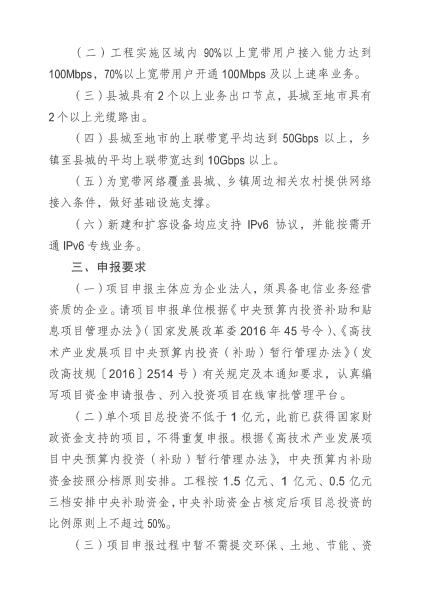 （二）工程实施区域内 90%以上宽带用户接入能力达到
100Mbps，70%以上宽带用户开通 100Mbps 及以上速率业务。
（三）县城具有 2 个以上业务出口节点，县城至地市具有
2 个以上光缆路由。
（四）县城至地市的上联带宽平均达到 50Gbps 以上，乡
镇至县城的平均上联带宽达到 10Gbps 以上。
（五）为宽带网络覆盖县城、乡镇周边相关农村提供网络
接入条件，做好基础设施支撑。
（六）新建和扩容设备均应支持 IPv6 协议，并能按需开
通 IPv6 专线业务。
三、申报要求
（一）项目申报主体应为企业法人，须具备电信业务经营
资质的企业。请项目申报单位根据《中央预算内投资补助和贴
息项目管理办法》（国家发展改革委 2016 年 45 号令）、《高技
术产业发展项目中央预算内投资（补助）暂行管理办法》（发
改高技规〔2016〕2514 号）有关规定及本通知要求，认真编
写项目资金申请报告、列入投资项目在线审批管理平台。
（二）单个项目总投资不低于 1 亿元，此前已获得国家财
政资金支持的项目，不得重复申报。根据《高技术产业发展项
目中央预算内投资（补助）暂行管理办法》，中央预算内补助
资金按照分档原则安排。工程按 1.5 亿元、1 亿元、0.5 亿元
三档安排中央补助资金，中央补助资金占核定后项目总投资的
比例原则上不超过 50%。
（三）项目申报过程中暂不需提交环保、土地、节能、资